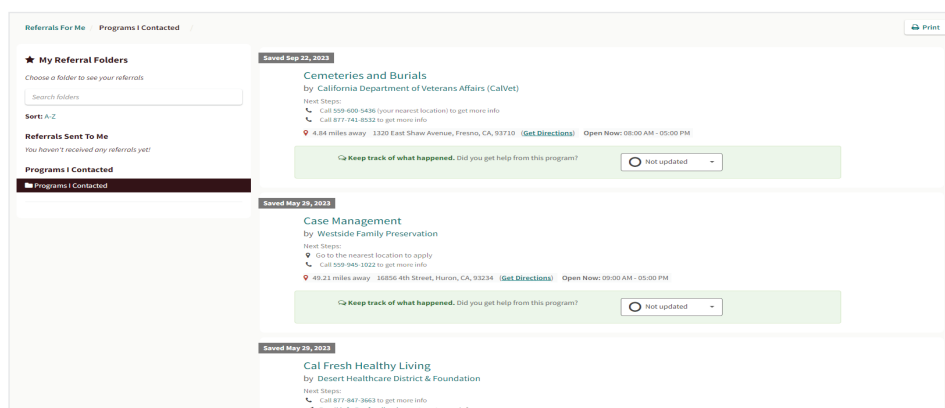 Referrals For Me / Programs I Contacted /
Print
My Referral Folders
Choose a folder to see your referrals
Search folders
Sort: A-Z
Referrals Sent To Me
You haven't received any referrals yet!
Programs I Contacted
Programs I Contacted
Saved Sep 22, 2023
Cemeteries and Burials
by California Department of Veterans Affairs (CalVet)
Next Steps:
Call 559-600-5436 (your nearest location) to get more info
Call 877-741-8532 to get more info
4.84 miles away 1320 East Shaw Avenue, Fresno, CA, 93710 (Get Directions) Open Now: 08:00 AM - 05:00 PM
Keep track of what happened. Did you get help from this program?
Not updated
Saved May 29, 2023
Case Management
by Westside Family Preservation
Next Steps:
Go to the nearest location to apply
Call 559-945-1022 to get more info
49.21 miles away 16856 4th Street, Huron, CA, 93234 (Get Directions) Open Now: 09:00 AM - 05:00 PM
Keep track of what happened. Did you get help from this program?
Not updated
Saved May 29, 2023
Cal Fresh Healthy Living
by Desert Healthcare District & Foundation
Next Steps:
Call 877-847-3663 to get more info